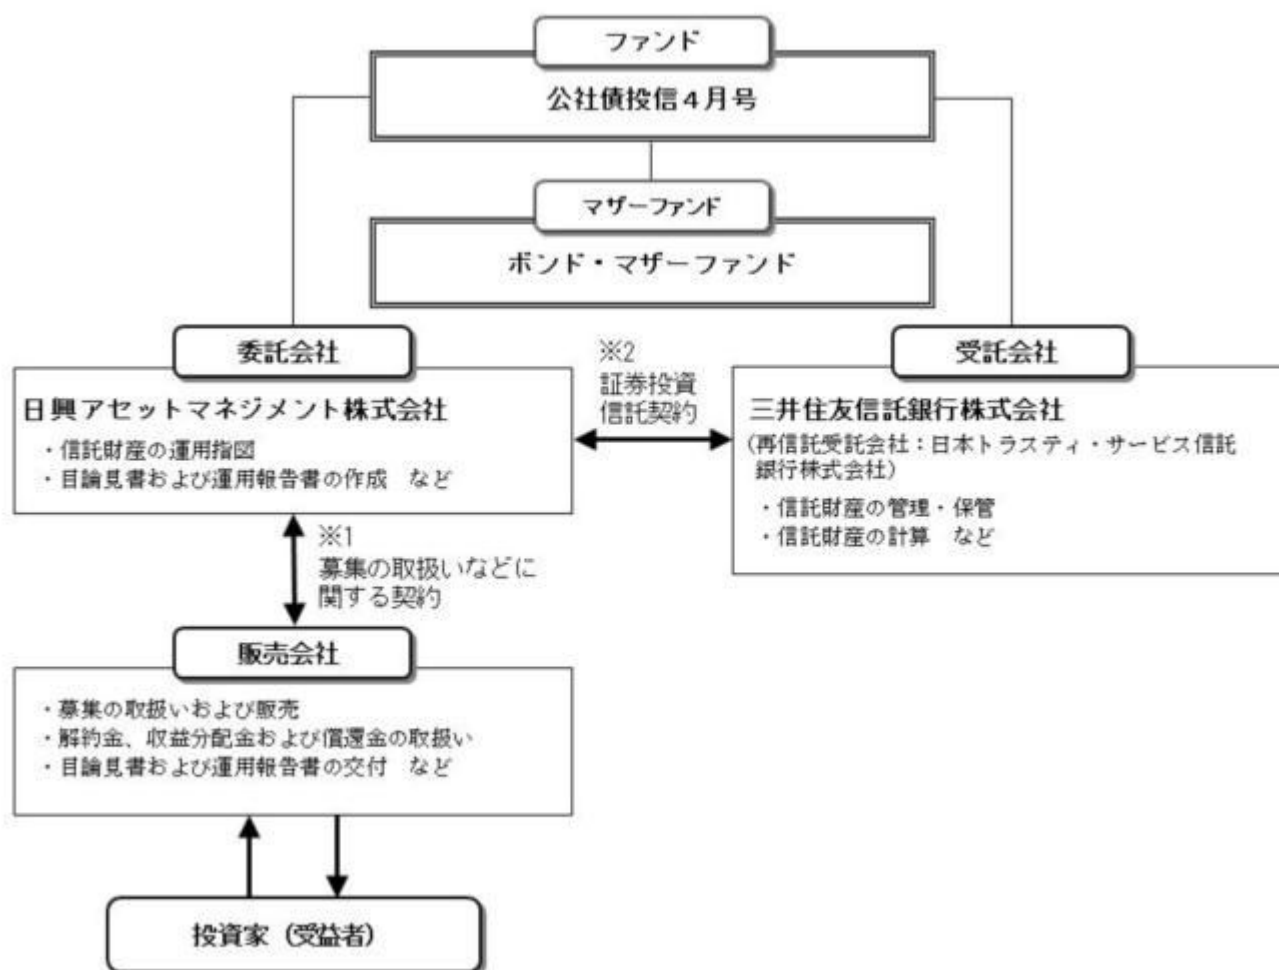 ファンド
公社債投信4月号
マザーファンド
ボンド・マザーファンド
委託会社
日興アセットマネジメント株式会社
・信託財産の運用指図
・目論見書および運用報告書の作成　など
※2
証券投資
信託契約
受託会社
三井住友信託銀行株式会社
(再信託受託会社:日本トラスティ・サービス信託
銀行株式会社)
・信託財産の管理・保管
・信託財産の計算　など
※1
募集の取扱いなどに
関する契約
販売会社
・募集の取扱いおよび販売
・解約金、収益分配金および償還金の取扱い
・目論見書および運用報告書の交付　など
投資家(受益者)